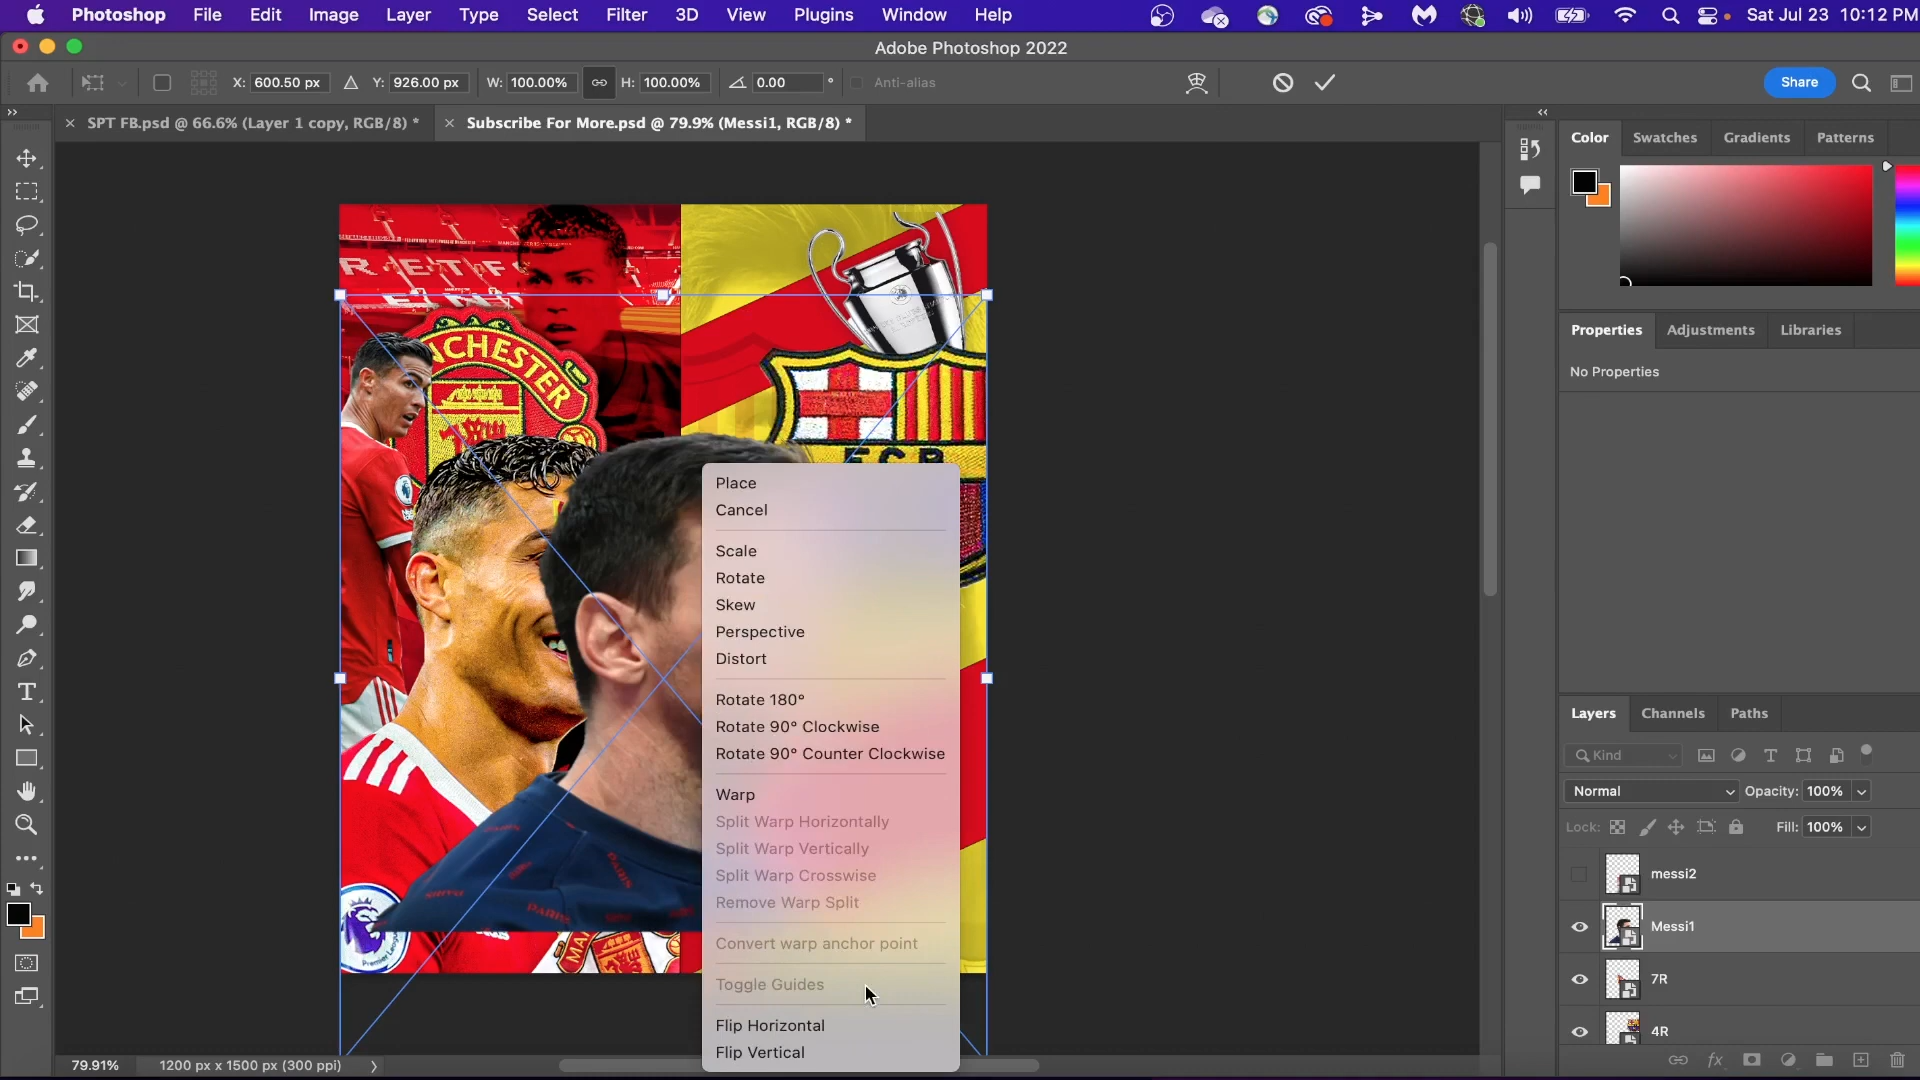 Photoshop File Edit Image Layer Type Select Filter 3D View Plugins Window Help Sat Jul 23 10:12 PM
Adobe Photoshop 2022
X: 600.50 px Y: 926.00 px W: 100.00% H: 100.00% 0.00 ° Anti-alias Share
SPT FB.psd @ 66.6% (Layer 1 copy, RGB/8) * Subscribe For More.psd @ 79.9% (Messi1, RGB/8) *
Color Swatches Gradients Patterns
NCHESTER
FCB
Properties Adjustments Libraries
No Properties
Place
Cancel
Scale
Rotate
Skew
Perspective
Distort
Rotate 180°
Rotate 90° Clockwise
Rotate 90° Counter Clockwise
Warp
Split Warp Horizontally
Split Warp Vertically
Split Warp Crosswise
Remove Warp Split
Convert warp anchor point
Toggle Guides
Flip Horizontal
Flip Vertical
PARIS
Premier League
Layers Channels Paths
Kind
Normal Opacity: 100%
Lock: Fill: 100%
messi2
Messi1
7R
4R
fx
79.91% 1200 px x 1500 px (300 ppi)